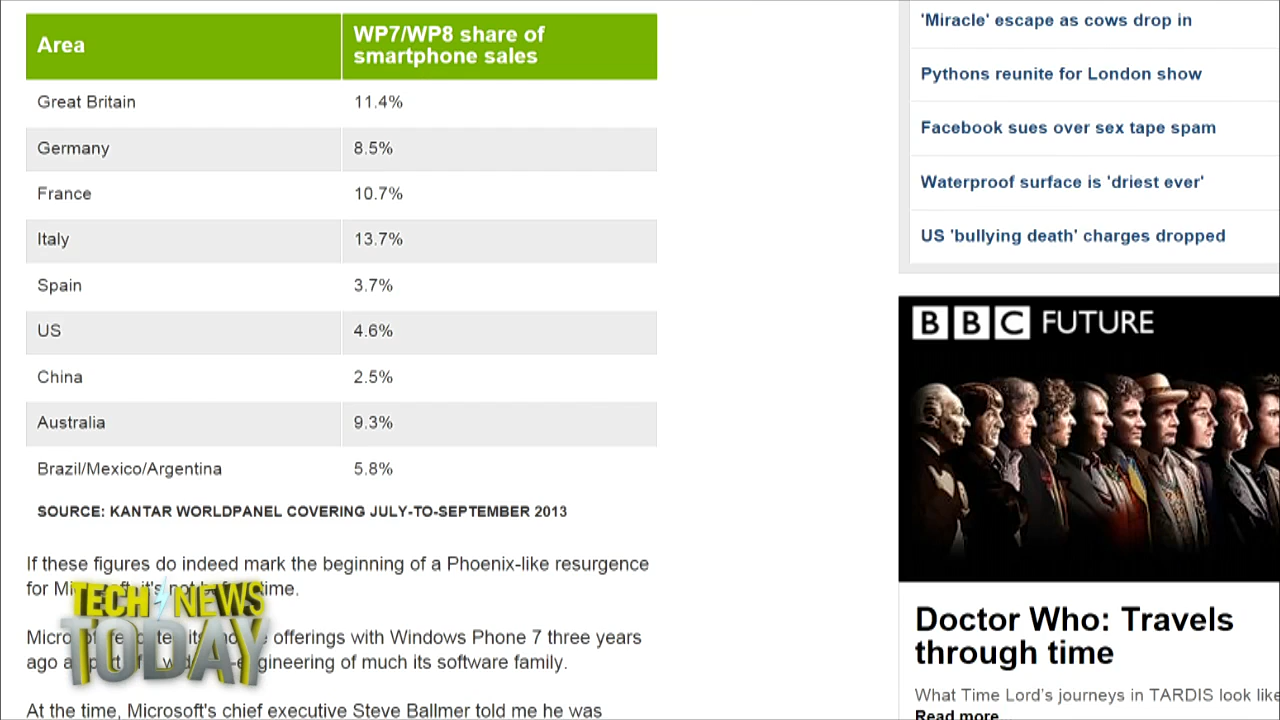 Area WP7/WP8 share of
smartphone sales
Great Britain 11.4%
Germany 8.5%
France 10.7%
Italy 13.7%
Spain 3.7%
US 4.6%
China 2.5%
Australia 9.3%
Brazil/Mexico/Argentina 5.8%
SOURCE: KANTAR WORLDPANEL COVERING JULY-TO-SEPTEMBER 2013
If these figures do indeed mark the beginning of a Phoenix-like resurgence
for it's not time.
offerings with Windows Phone 7 three years
ago of much its software family.
At the time, Microsoft's chief executive Steve Ballmer told me he was
TECH NEWS
TODAY
'Miracle' escape as cows drop in
Pythons reunite for London show
Facebook sues over sex tape spam
Waterproof surface is 'driest ever'
US 'bullying death' charges dropped
BBC FUTURE
Doctor Who: Travels
through time
What Time Lord's journeys in TARDIS look like
Read more...